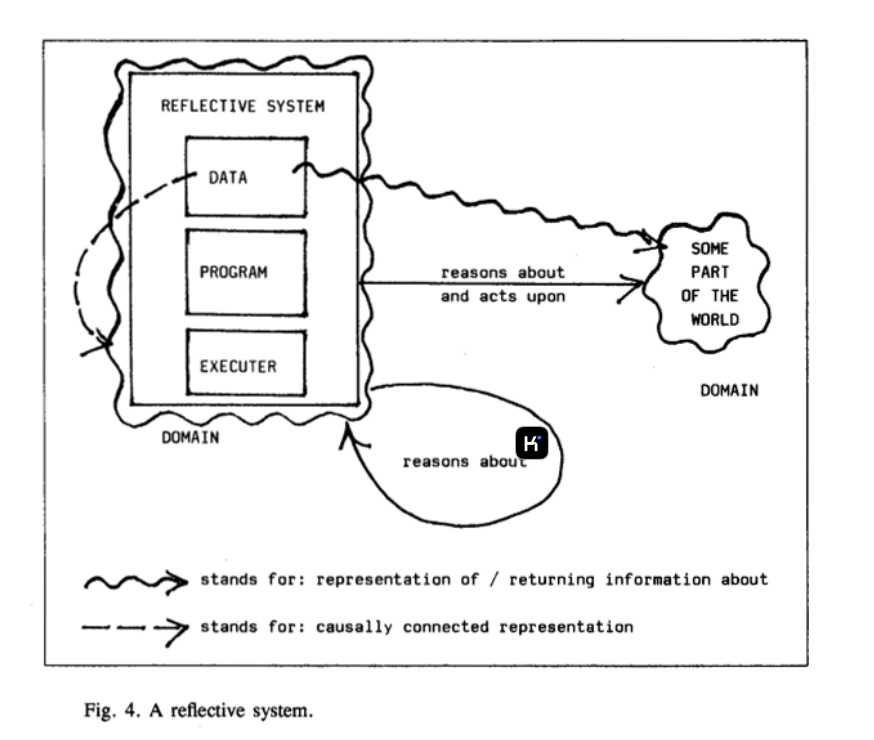 REFLECTIVE SYSTEM
DATA
PROGRAM
EXECUTER
DOMAIN
reasons about
and acts upon
SOME
PART
OF THE
WORLD
DOMAIN
reasons about
K
stands for: representation of / returning information about
stands for: causally connected representation
Fig. 4. A reflective system.